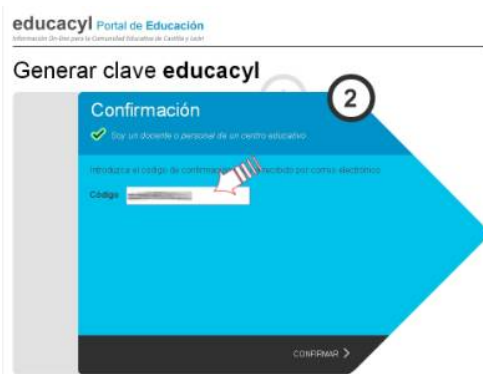 educacyl Portal de Educación
Información On-line para la Comunidad Educativa de Castilla y León
Generar clave educacyl
2
Confirmación
Soy un docente o personal de un centro educativo
Introduzca el código de confirmación recibido por correo electrónico
Código
CONFIRMAR